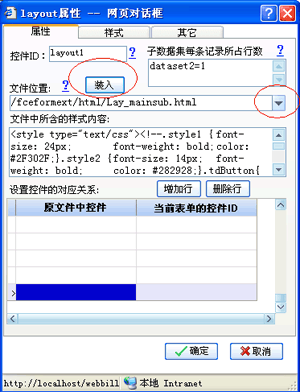 layout属性 -- 网页对话框
属性 样式 其它
控件ID： layout1 ? 子数据集每条记录所占行数 ?
dataset2=1
文件位置： ? 装入
/fceformext/html/Lay_mainsub.html
文件中所含的样式内容：
<style type="text/css"><!--.style1 {font-
size: 24px; font-weight: bold;color:
#2F302F;}.style2 {font-size: 14px; font-
weight: bold; color: #282928;}.tdButton{
设置控件的对应关系： 增加行 删除行
原文件中控件 当前表单的控件ID
>
确定 取消
http://localhost/webbill 本地 Intranet